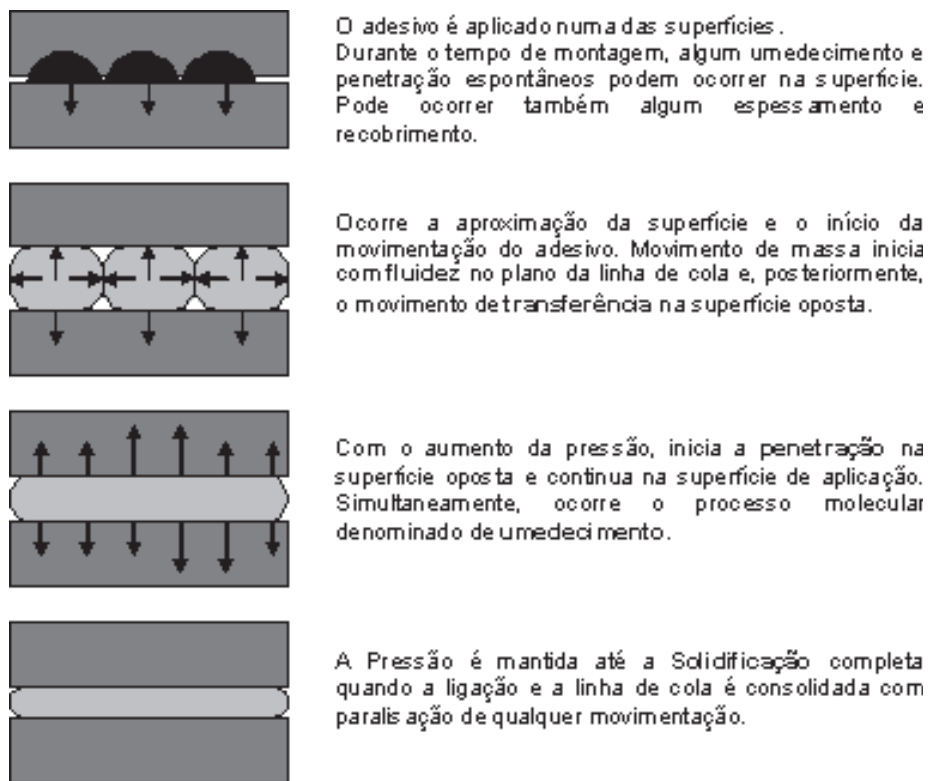 O adesivo é aplicado numa das superfícies.
Durante o tempo de montagem, algum umedecimento e
penetração espontâneos podem ocorrer na superfície.
Pode ocorrer também algum espessamento e
recobrimento.
Ocorre a aproximação da superfície e o início da
movimentação do adesivo. Movimento de massa inicia
com fluidez no plano da linha de cola e, posteriormente,
o movimento de transferência na superfície oposta.
Com o aumento da pressão, inicia a penetração na
superfície oposta e continua na superfície de aplicação.
Simultaneamente, ocorre o processo molecular
denominado de umedecimento.
A Pressão é mantida até a Solidificação completa
quando a ligação e a linha de cola é consolidada com
paralisação de qualquer movimentação.